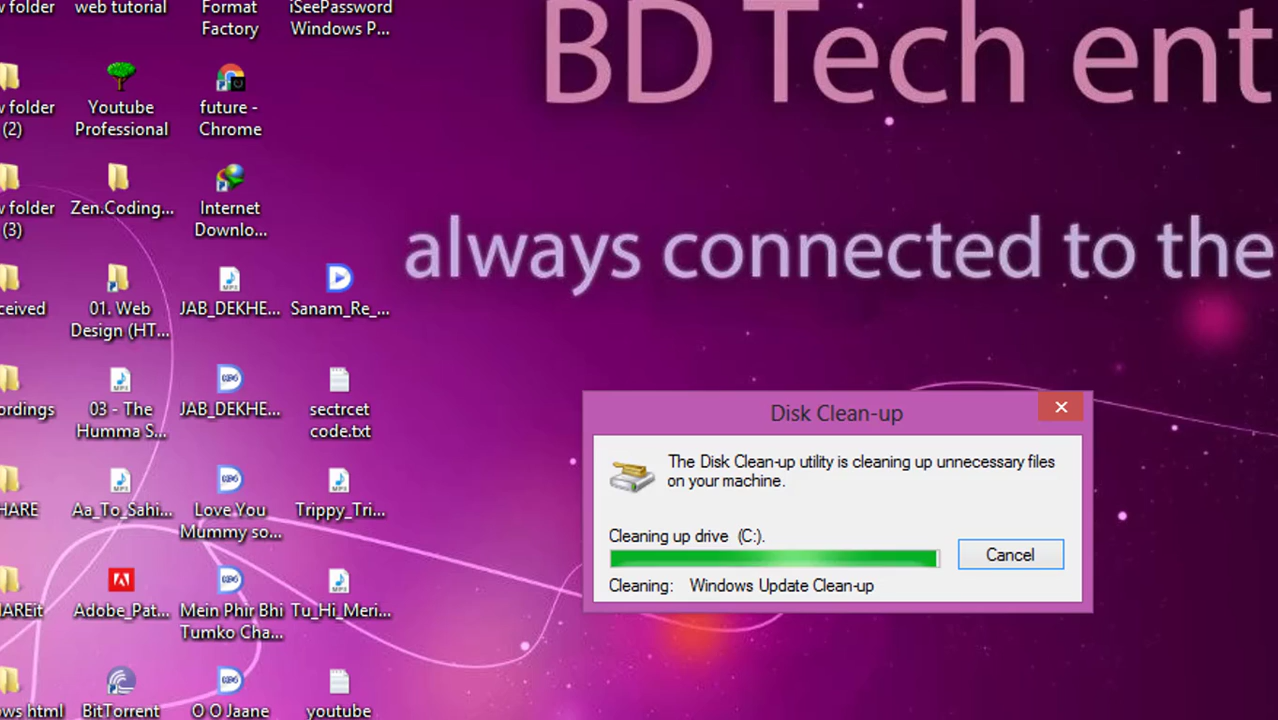 w folder
web tutorial
Format
Factory
iSeePassword
Windows P...
BD Tech ent
w folder
(2)
Youtube
Professional
future -
Chrome
w folder
(3)
Zen.Coding...
Internet
Downlo...
always connected to the
ceived
01. Web
Design (HT...
JAB_DEKHE...
Sanam_Re_...
ordings
03 - The
Humma S...
JAB_DEKHE...
sectrcet
code.txt
Disk Clean-up
The Disk Clean-up utility is cleaning up unnecessary files
on your machine.
HARE
Aa_To_Sahi...
Love You
Mummy so...
Trippy_Tri...
Cleaning up drive (C:).
Cancel
Cleaning: Windows Update Clean-up
AREit
Adobe_Pat...
Mein Phir Bhi
Tumko Cha...
Tu_Hi_Meri...
ws html
BitTorrent
O O Jaane
youtube